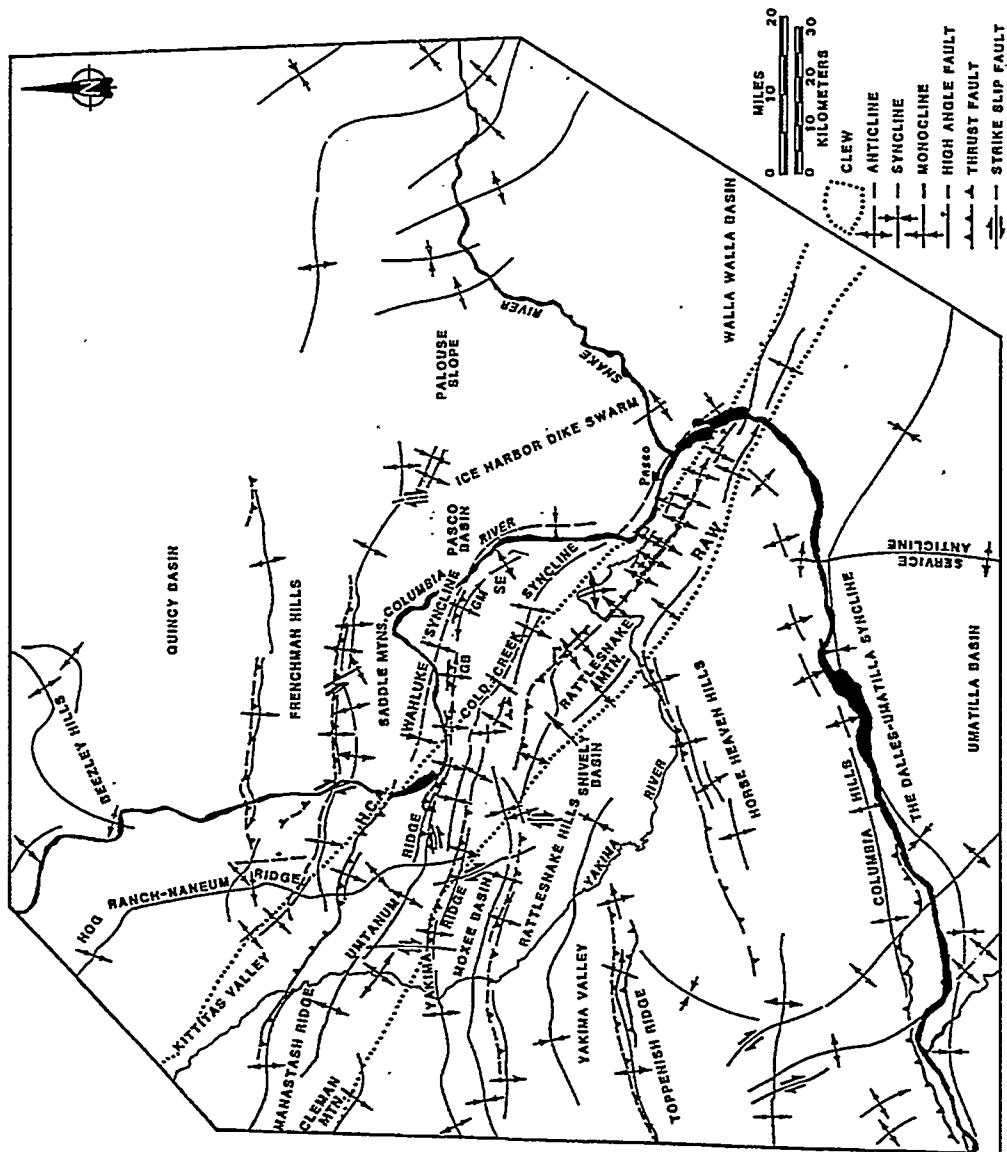 N
BEEZLEY HILLS
QUINCY BASIN
HOG
RANCH-NANEUM
RIDGE
FRENCHMAN HILLS
SADDLE MTNS.
COLUMBIA
RIVER
PASCO
BASIN
PALOUSE
SLOPE
ICE HARBOR DIKE SWARM
SNAKE
RIVER
KITTITAS VALLEY
MANASTASH RIDGE
CLEMAN
MTN.
UMTANUM
RIDGE
H.C.A.
WAHLUKE
SYNCLINE
GB
GM
SE
COLD CREEK
SYNCLINE
YAKIMA
RIDGE
MOXEE BASIN
RATTLESNAKE HILLS
SHIVELY
BASIN
RATTLESNAKE
MTN.
RAW
Pasco
WALLA WALLA BASIN
YAKIMA VALLEY
YAKIMA
RIVER
TOPPENISH RIDGE
HORSE HEAVEN HILLS
COLUMBIA
HILLS
THE DALLES-UMATILLA SYNCLINE
SERVICE
ANTICLINE
UMATILLA BASIN
MILES
0 10 20
0 10 20 30
KILOMETERS
CLEW
ANTICLINE
SYNCLINE
MONOCLINE
HIGH ANGLE FAULT
THRUST FAULT
STRIKE SLIP FAULT